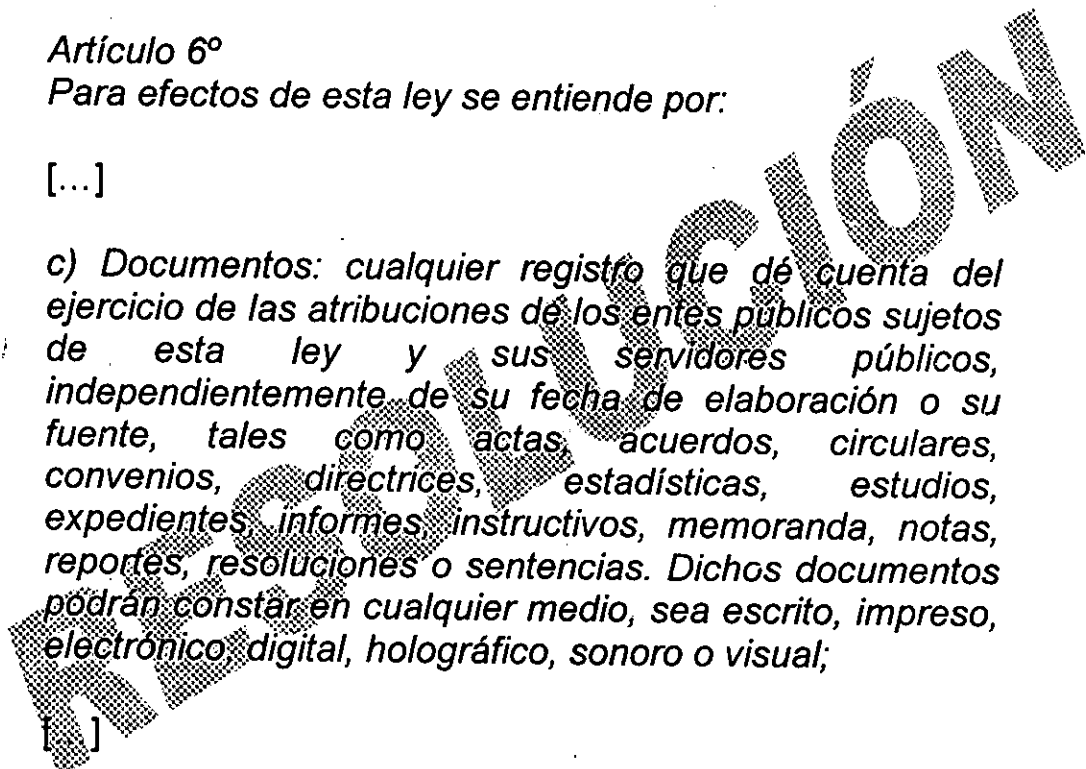 Artículo 6º
Para efectos de esta ley se entiende por:
[...]
c) Documentos: cualquier registro que dé cuenta del
ejercicio de las atribuciones de los entes públicos sujetos
de esta ley y sus servidores públicos,
independientemente de su fecha de elaboración o su
fuente, tales como actas, acuerdos, circulares,
convenios, directrices, estadísticas, estudios,
expedientes, informes, instructivos, memoranda, notas,
reportes, resoluciones o sentencias. Dichos documentos
podrán constar en cualquier medio, sea escrito, impreso,
electrónico, digital, holográfico, sonoro o visual;
[...]
RESOLUCIÓN